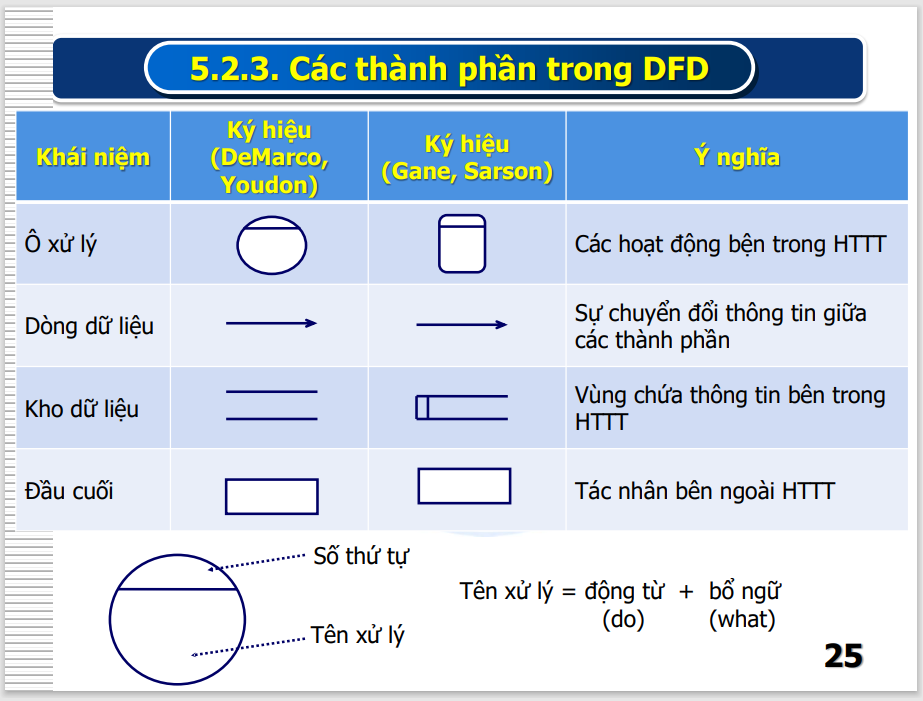 5.2.3. Các thành phần trong DFD
Khái niệm
Ký hiệu
(DeMarco,
Youdon)
Ký hiệu
(Gane, Sarson)
Ý nghĩa
Ô xử lý
Các hoạt động bện trong HTTT
Dòng dữ liệu
Sự chuyển đổi thông tin giữa
các thành phần
Kho dữ liệu
Vùng chứa thông tin bên trong
HTTT
Đầu cuối
Tác nhân bên ngoài HTTT
Số thứ tự
Tên xử lý
Tên xử lý = động từ + bổ ngữ
(do) (what)
25